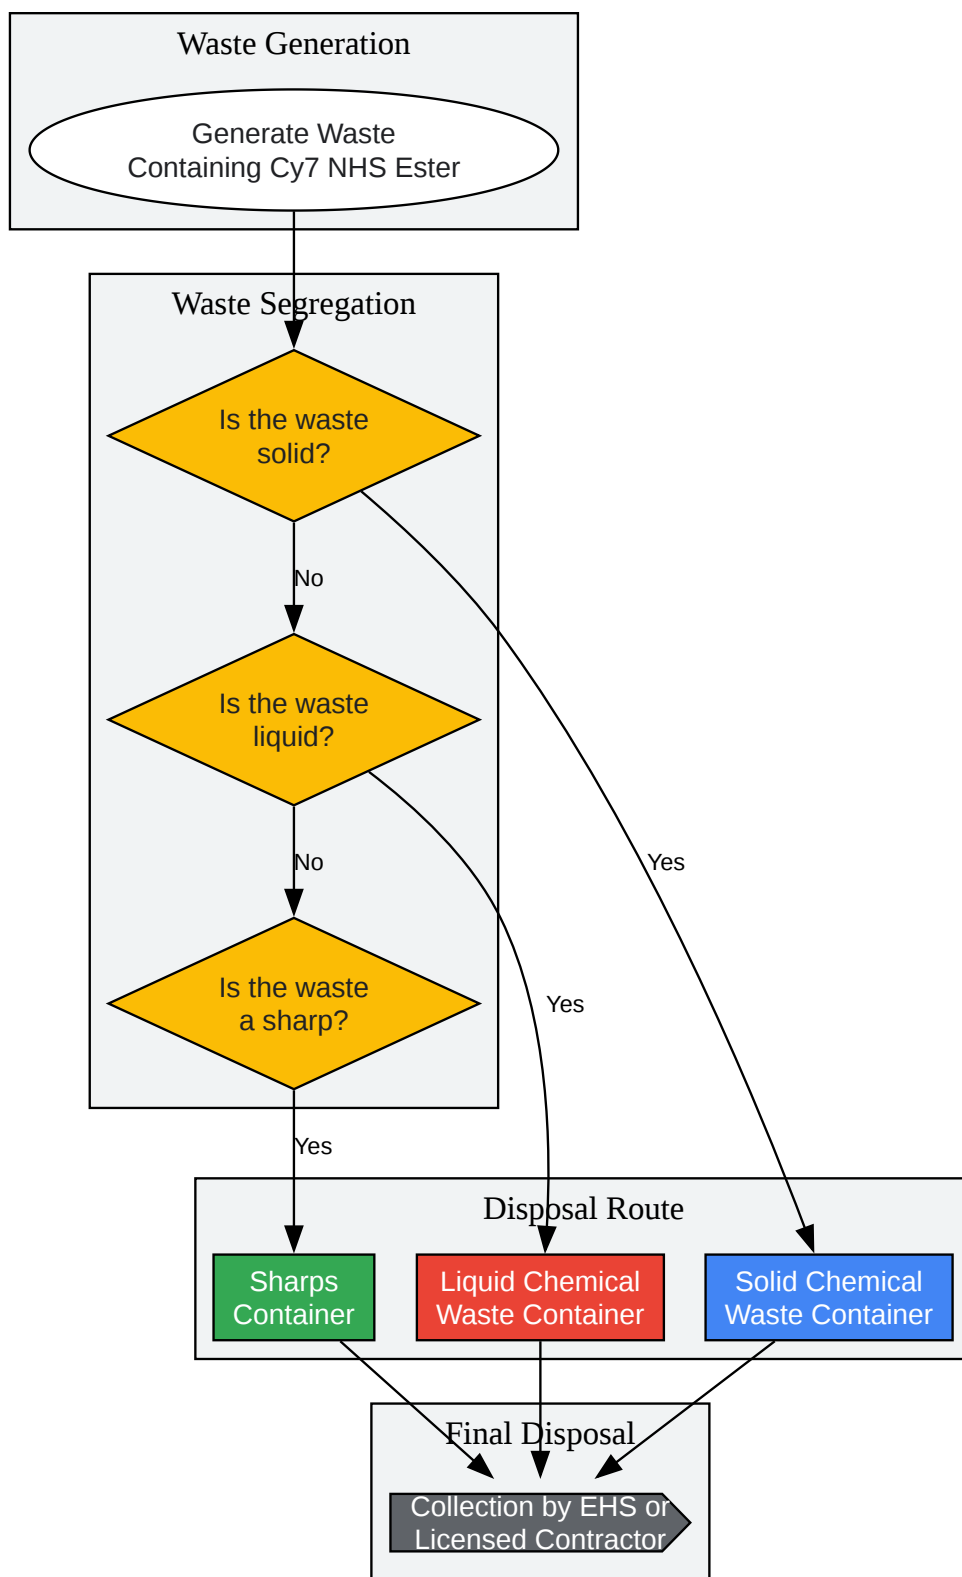 Waste Generation
Generate Waste
Containing Cy7 NHS Ester
Waste Segregation
Is the waste
solid?
No
Is the waste
liquid?
No
Yes
Is the waste
a sharp?
Yes
Yes
Disposal Route
Sharps
Container
Liquid Chemical
Waste Container
Solid Chemical
Waste Container
Final Disposal
Collection by EHS or
Licensed Contractor